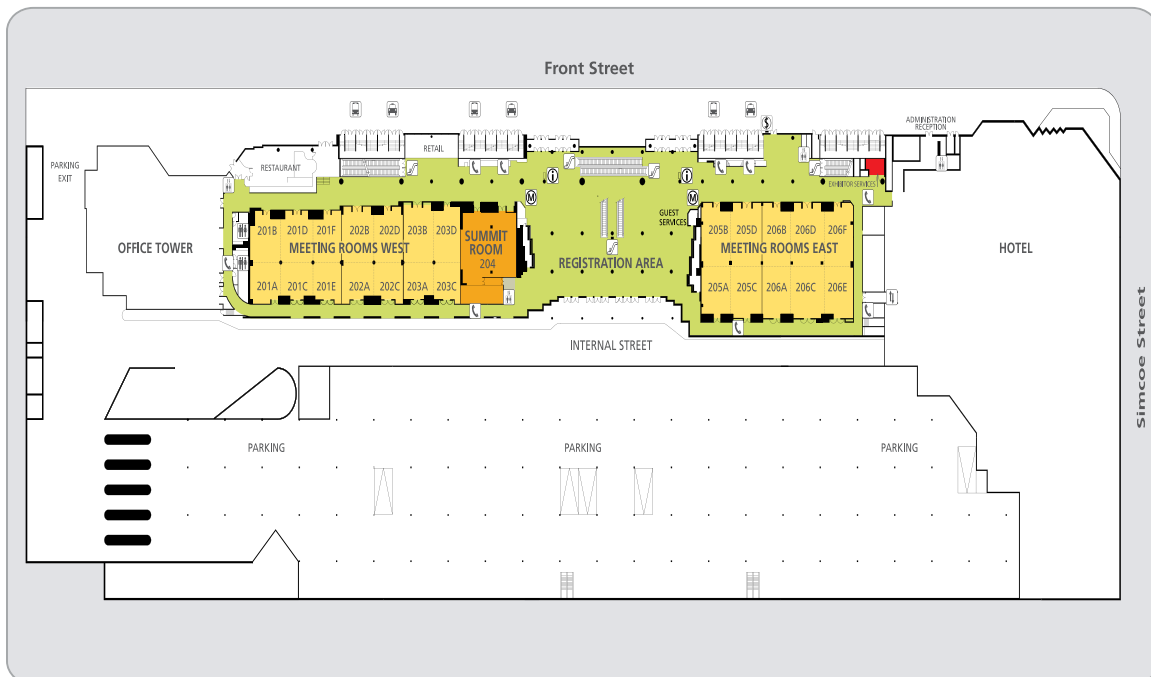 Front Street
ADMINISTRATION
RECEPTION
RETAIL
PARKING
EXIT
RESTAURANT
EXHIBITOR SERVICES
i
i
M
M
GUEST
SERVICES
201B 201D 201F 202B 202D 203B 203D
205B 205D 206B 206D 206F
OFFICE TOWER
MEETING ROOMS WEST
SUMMIT
ROOM
204
REGISTRATION AREA
MEETING ROOMS EAST
HOTEL
201A 201C 201E 202A 202C 203A 203C
205A 205C 206A 206C 206E
INTERNAL STREET
Simcoe Street
PARKING
PARKING
PARKING